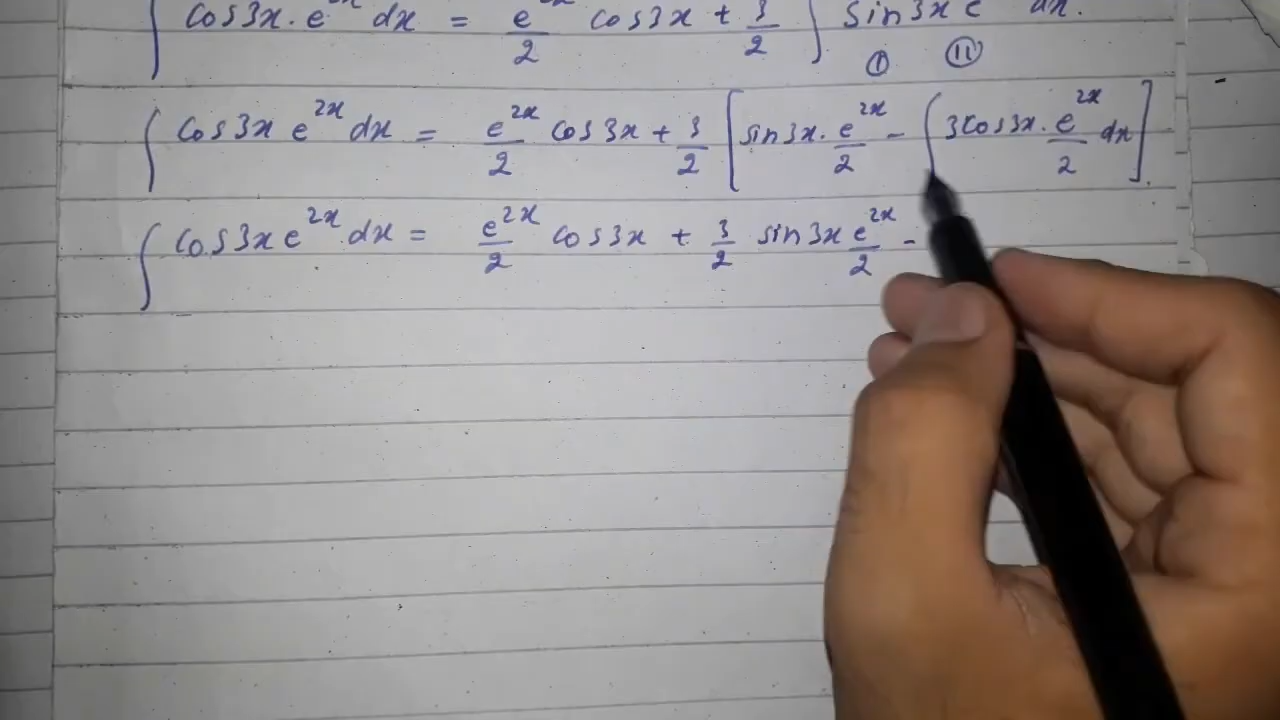 ∫ cos3x. e^2x dx = e^2x/2 cos3x + 3/2 ∫ sin3x e dx.
Ⓘ Ⓘⓘ
∫ cos3x e^2x dx = e^2x/2 cos3x + 3/2 [sin3x. e^2x/2 - ∫ 3cos3x. e^2x/2 dx].
∫ cos3x e^2x dx = e^2x/2 cos3x + 3/2 sin3x e^2x/2 -